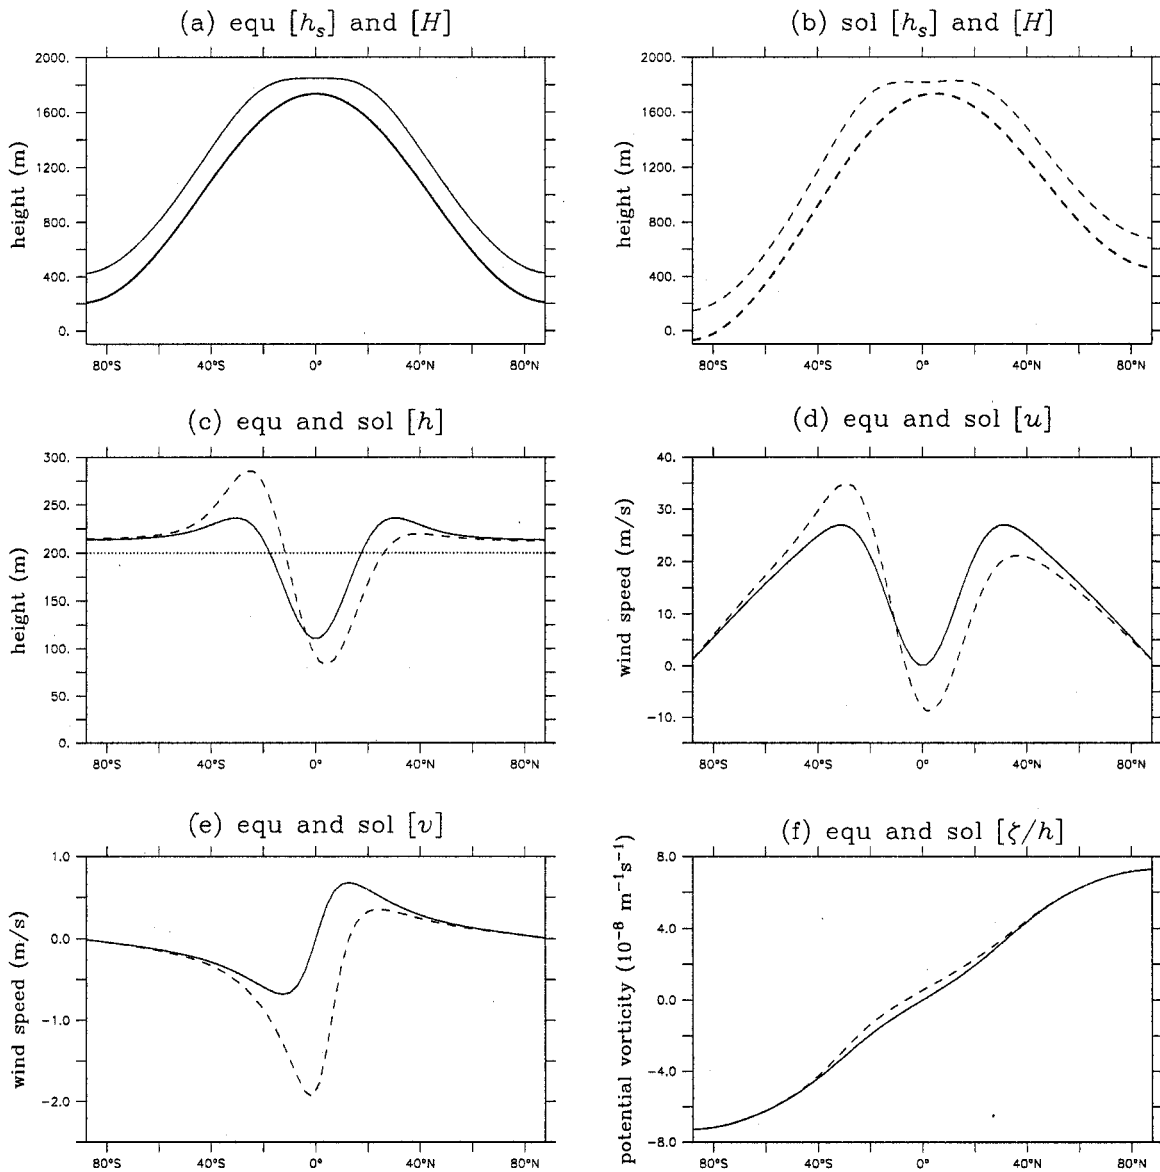 (a) equ [h_s] and [H]
(b) sol [h_s] and [H]
height (m)
2000.
1600.
1200.
800.
400.
0.
80°S 40°S 0° 40°N 80°N
height (m)
2000.
1600.
1200.
800.
400.
0.
80°S 40°S 0° 40°N 80°N
(c) equ and sol [h]
(d) equ and sol [u]
height (m)
300.
250.
200.
150.
100.
50.
0.
80°S 40°S 0° 40°N 80°N
wind speed (m/s)
40.
30.
20.
10.
0.
-10.
80°S 40°S 0° 40°N 80°N
(e) equ and sol [v]
(f) equ and sol [ζ/h]
wind speed (m/s)
1.0
0.0
-1.0
-2.0
80°S 40°S 0° 40°N 80°N
potential vorticity (10⁻⁸ m⁻¹s⁻¹)
8.0
4.0
0.0
-4.0
-8.0
80°S 40°S 0° 40°N 80°N